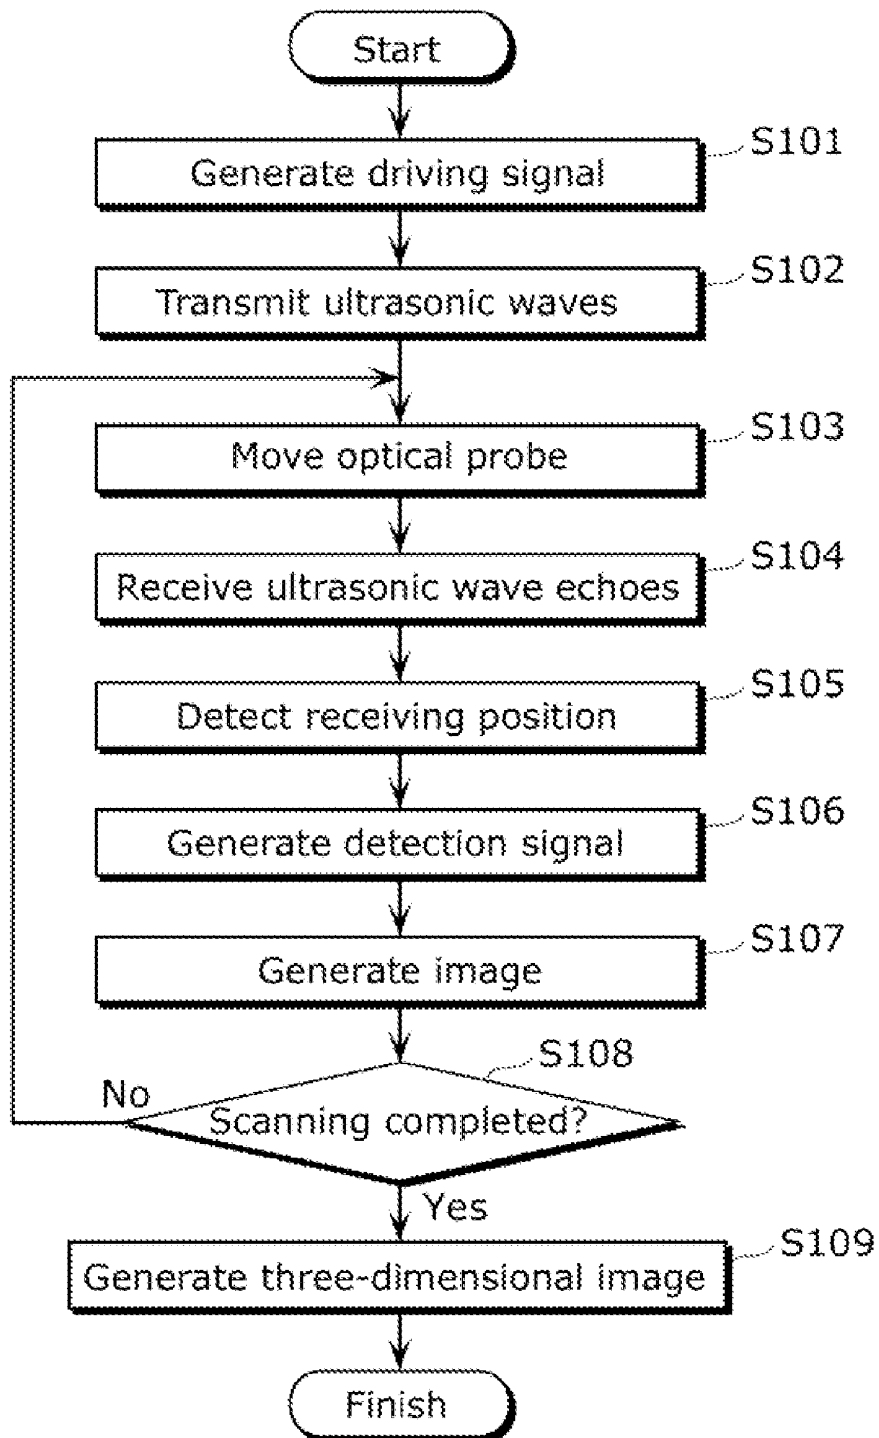 Start
S101
Generate driving signal
S102
Transmit ultrasonic waves
S103
Move optical probe
S104
Receive ultrasonic wave echoes
S105
Detect receiving position
S106
Generate detection signal
S107
Generate image
S108
No
Scanning completed?
Yes
S109
Generate three-dimensional image
Finish